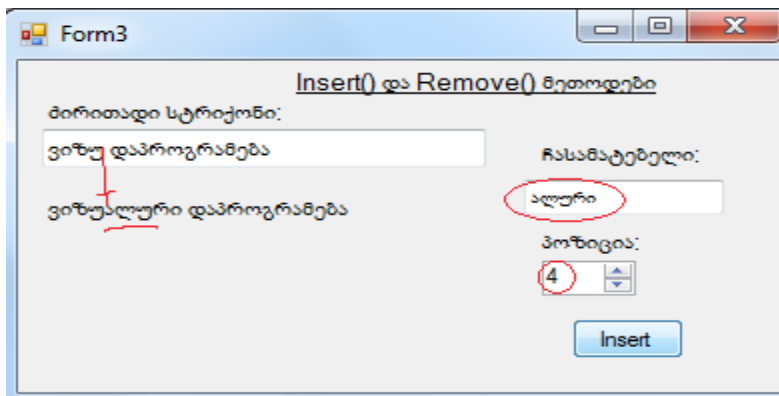 Form3
Insert() და Remove() მეთოდები
ძირითადი სტრიქონი:
ვიზუ დაპროგრამება
ჩასამატებელი:
ვიზუალური დაპროგრამება
ალური
პოზიცია:
4
Insert